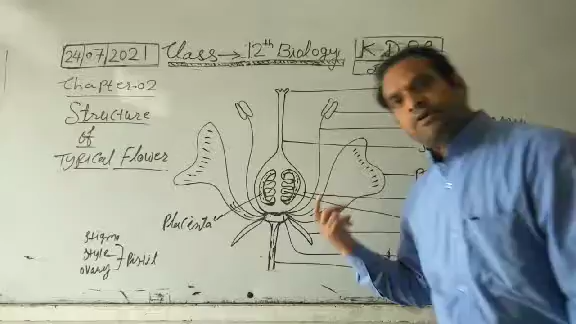 24/07/2021
Class → 12th Biology
Chapter-02
Structure
of
Typical Flower
Placenta
Stigma
Style
Ovary
Pistil